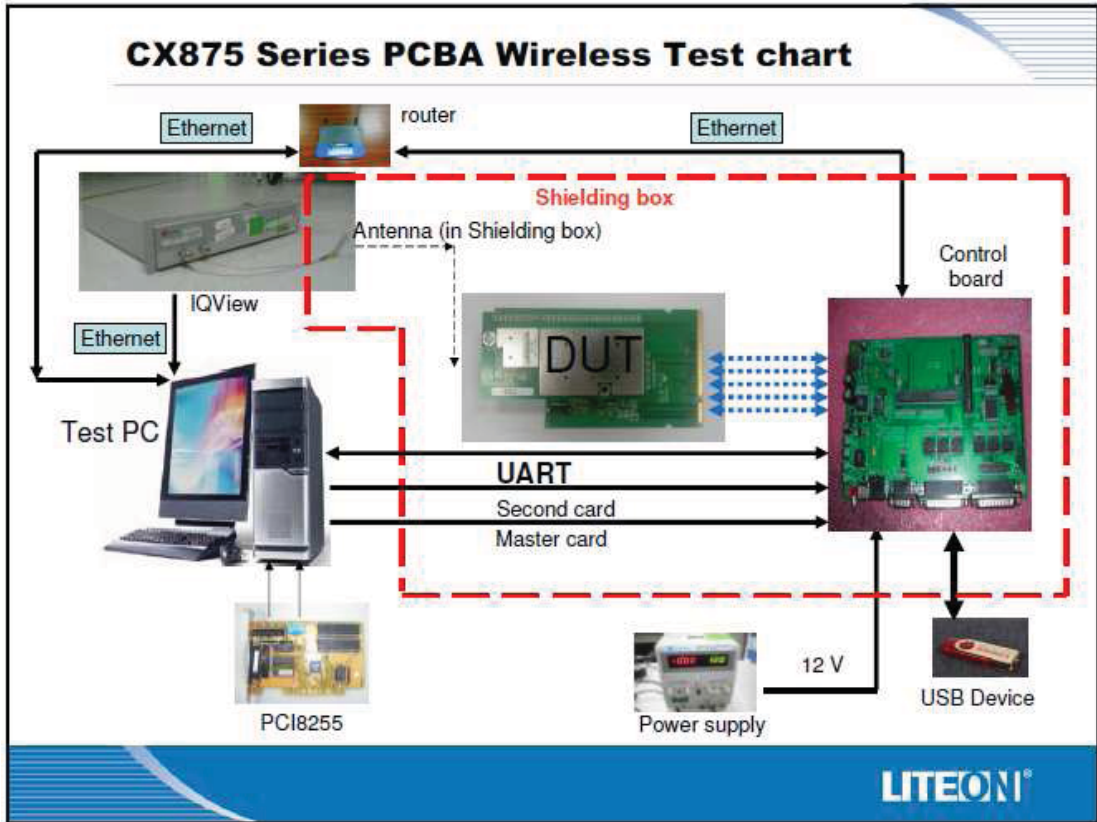 CX875 Series PCBA Wireless Test chart
Ethernet
router
Ethernet
Shielding box
Antenna (in Shielding box)
Control
board
IQView
Ethernet
DUT
Test PC
UART
Second card
Master card
12 V
PCI8255
Power supply
USB Device
LITEON®